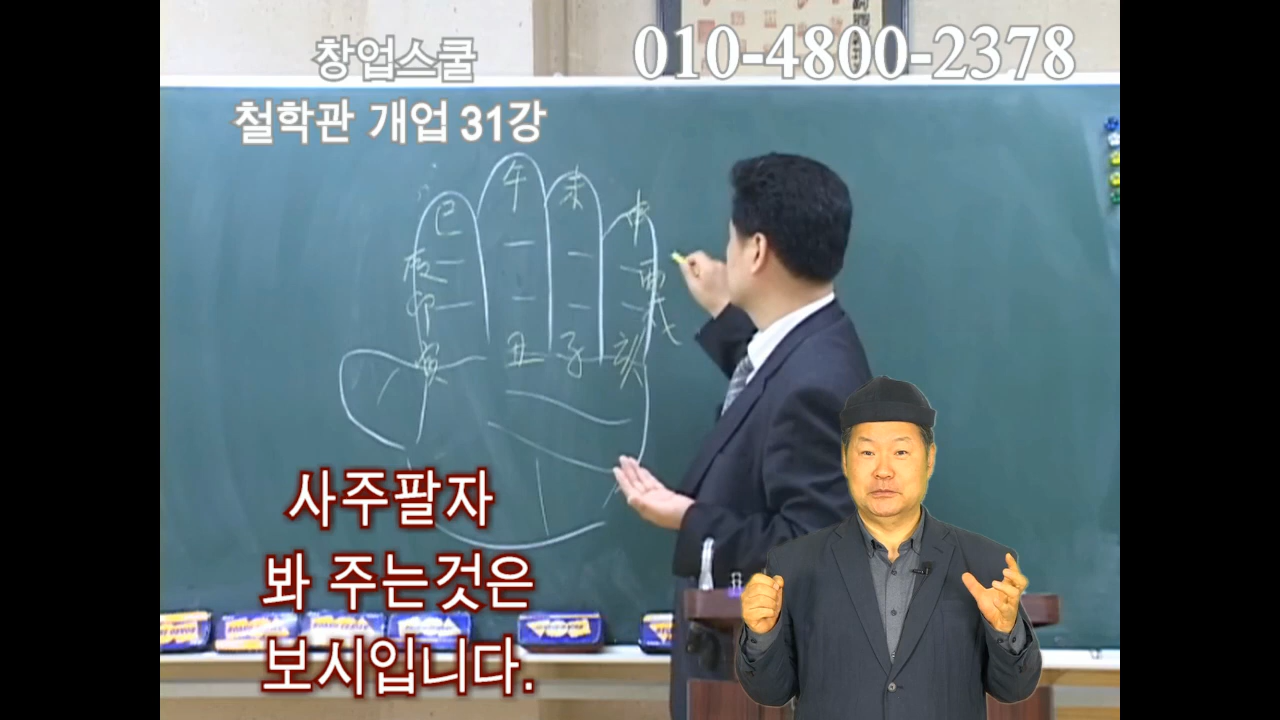 창업스쿨
010-4800-2378
철학관 개업 31강
午 未
巳 申
辰 酉
卯 戌
寅 丑 子 亥
사주팔자
봐 주는것은
보시입니다.